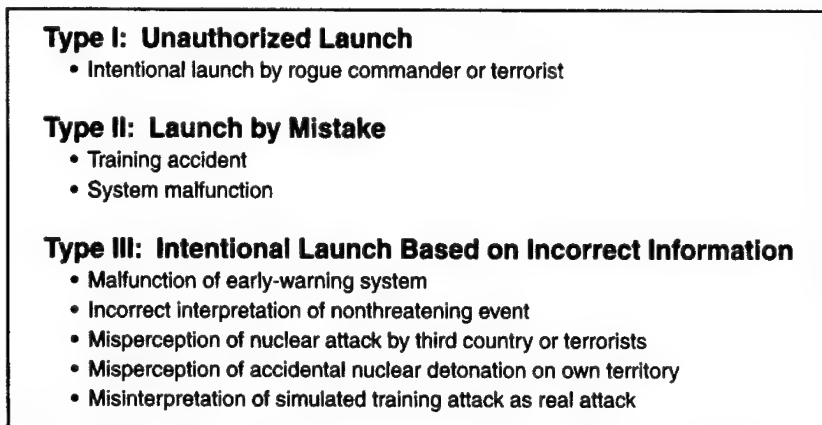 Type I: Unauthorized Launch
• Intentional launch by rogue commander or terrorist
Type II: Launch by Mistake
• Training accident
• System malfunction
Type III: Intentional Launch Based on Incorrect Information
• Malfunction of early-warning system
• Incorrect interpretation of nonthreatening event
• Misperception of nuclear attack by third country or terrorists
• Misperception of accidental nuclear detonation on own territory
• Misinterpretation of simulated training attack as real attack